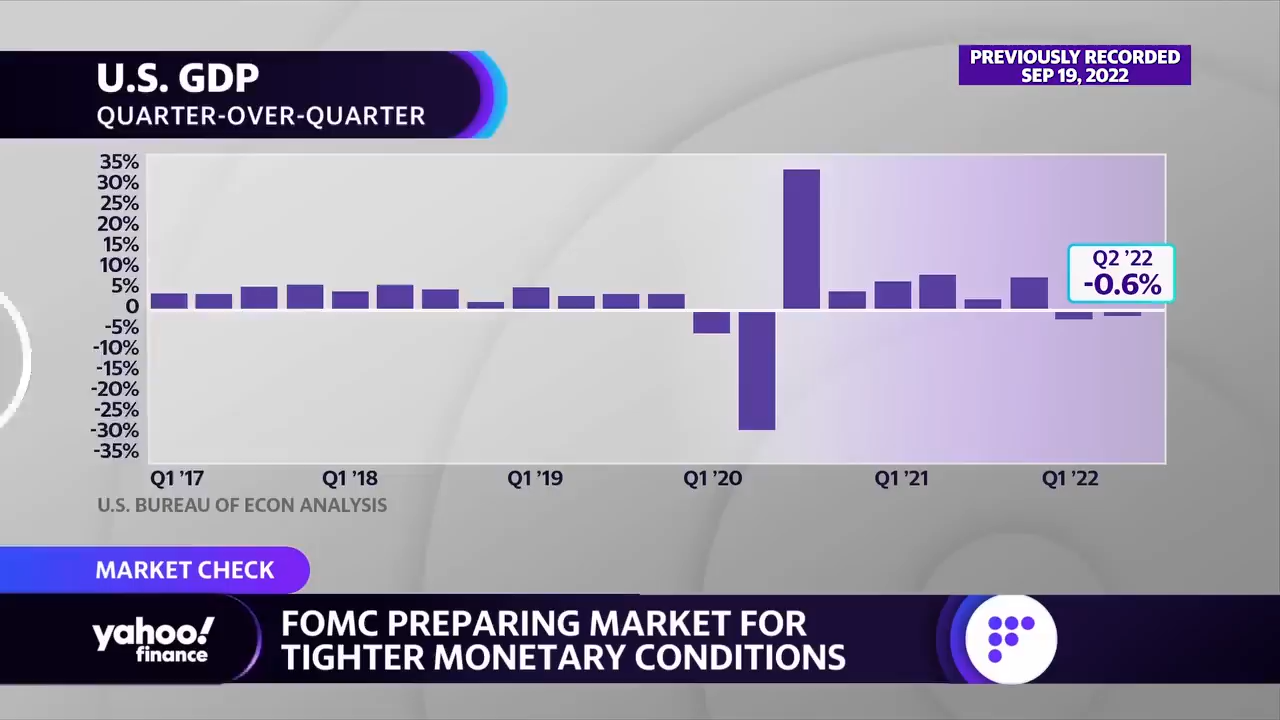 U.S. GDP
QUARTER-OVER-QUARTER
PREVIOUSLY RECORDED
SEP 19, 2022
35%
30%
25%
20%
15%
10%
5%
0
-5%
-10%
-15%
-20%
-25%
-30%
-35%
Q2 ’22
-0.6%
Q1 ’17 Q1 ’18 Q1 ’19 Q1 ’20 Q1 ’21 Q1 ’22
U.S. BUREAU OF ECON ANALYSIS
MARKET CHECK
yahoo!
finance
FOMC PREPARING MARKET FOR
TIGHTER MONETARY CONDITIONS